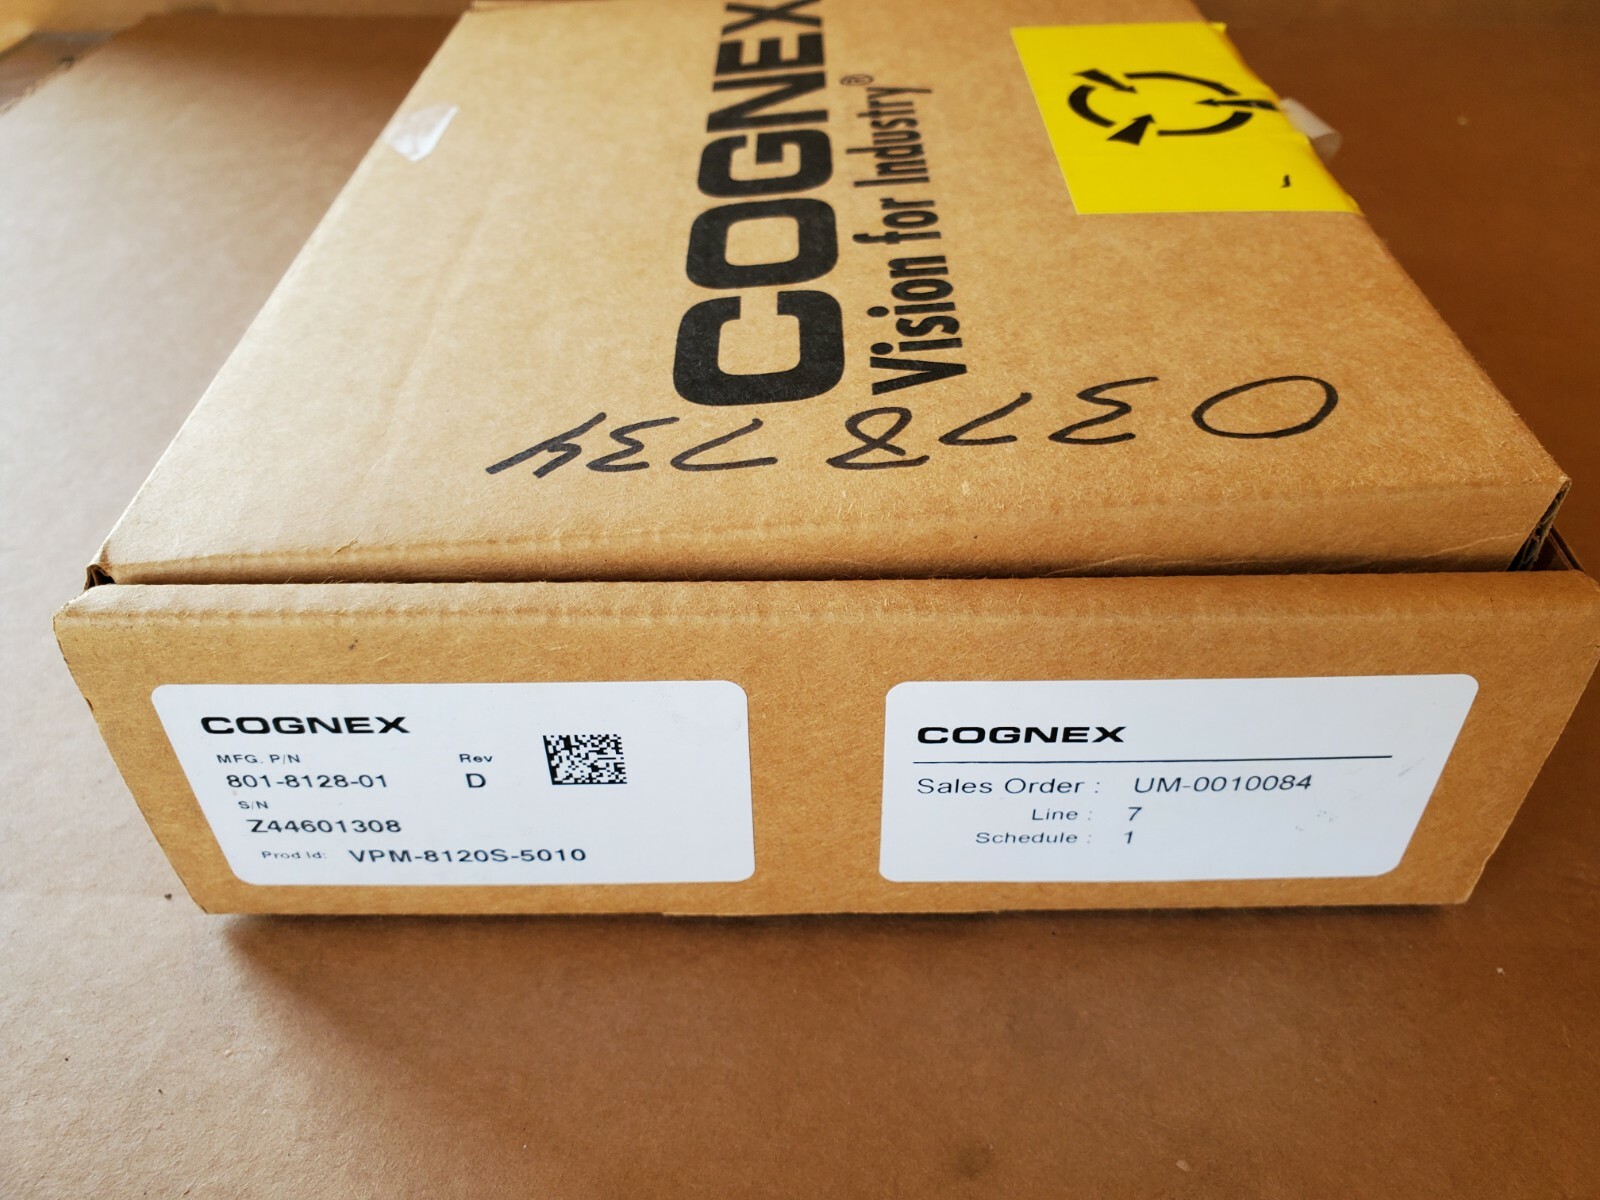 COGNEX
Vision for Industry®
0378734
COGNEX
MFG. P/N Rev
801-8128-01 D
S/N
Z44601308
Prod Id: VPM-8120S-5010
COGNEX
Sales Order : UM-0010084
Line : 7
Schedule : 1